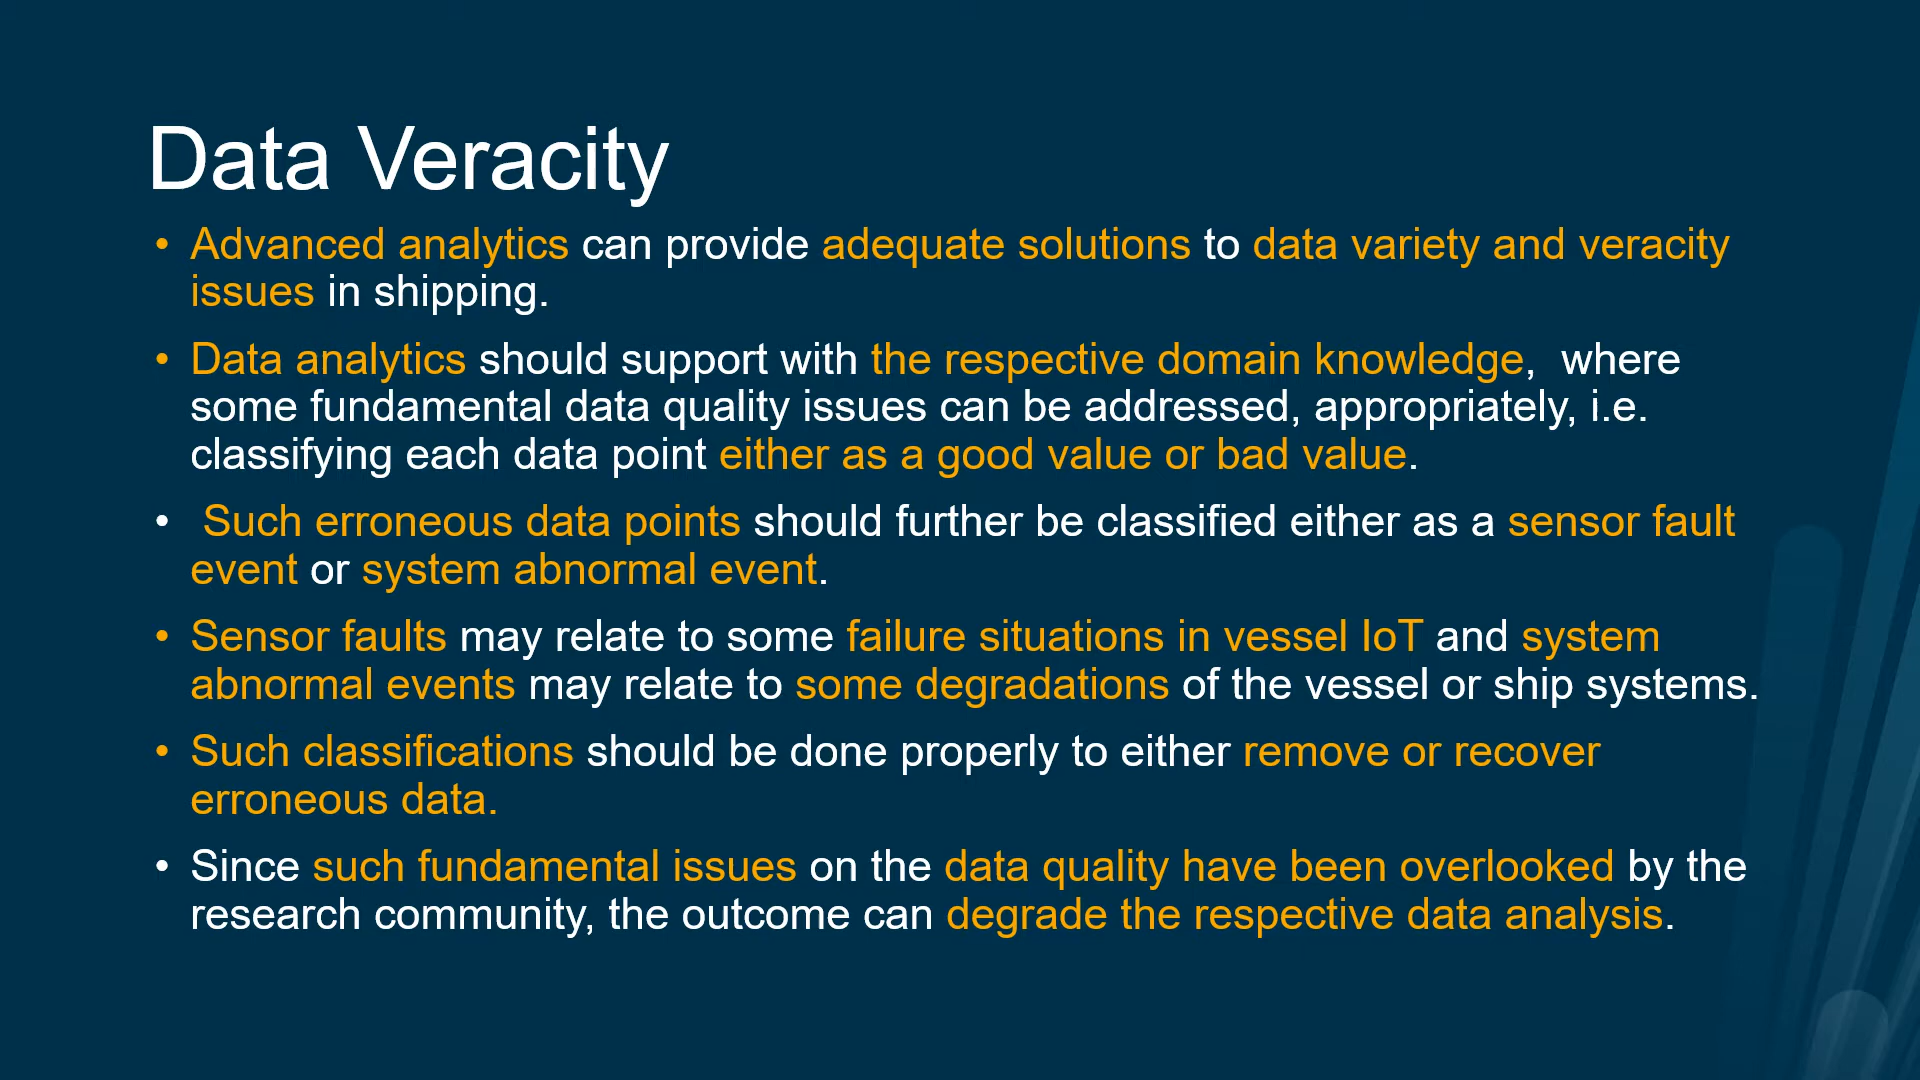 Data Veracity
• Advanced analytics can provide adequate solutions to data variety and veracity
issues in shipping.
• Data analytics should support with the respective domain knowledge,  where
some fundamental data quality issues can be addressed, appropriately, i.e.
classifying each data point either as a good value or bad value.
•  Such erroneous data points should further be classified either as a sensor fault
event or system abnormal event.
• Sensor faults may relate to some failure situations in vessel IoT and system
abnormal events may relate to some degradations of the vessel or ship systems.
• Such classifications should be done properly to either remove or recover
erroneous data.
• Since such fundamental issues on the data quality have been overlooked by the
research community, the outcome can degrade the respective data analysis.